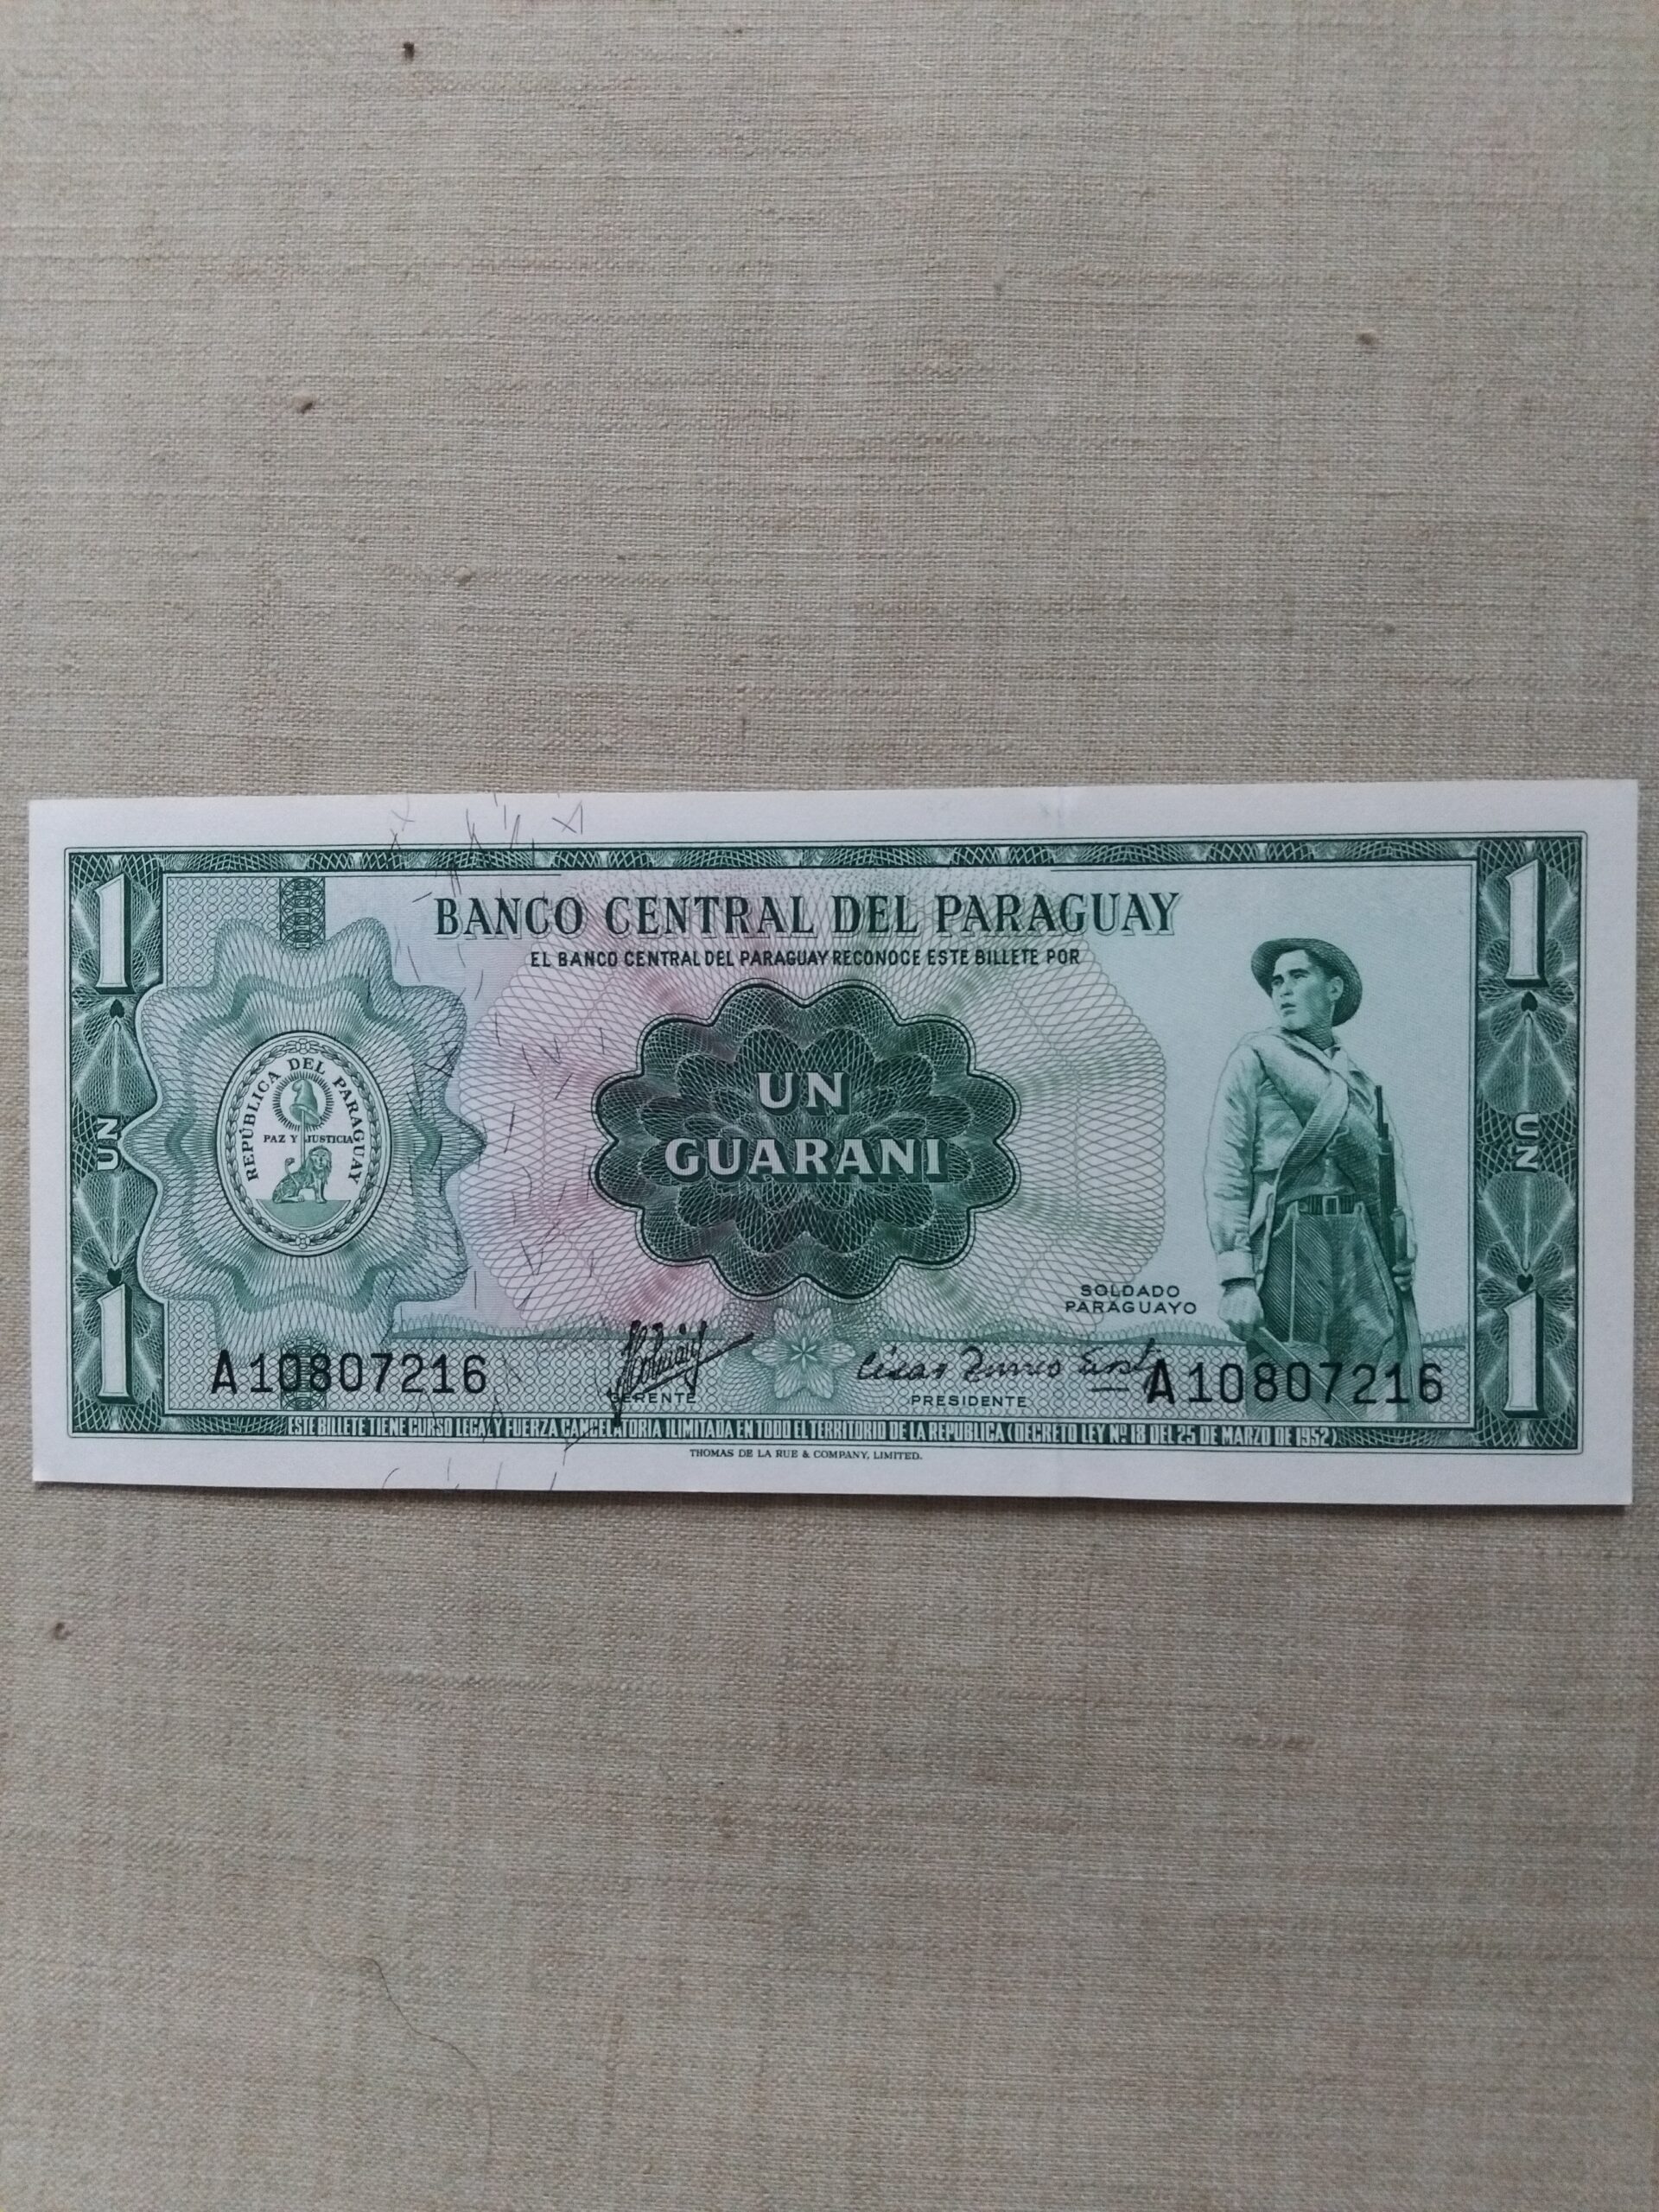 1
1
BANCO CENTRAL DEL PARAGUAY
EL BANCO CENTRAL DEL PARAGUAY RECONOCE ESTE BILLETE POR
REPÚBLICA DEL PARAGUAY
PAZ Y JUSTICIA
UN
UN
UN
GUARANI
SOLDADO
PARAGUAYO
1
1
A10807216
GERENTE
PRESIDENTE
A10807216
ESTE BILLETE TIENE CURSO LEGAL Y FUERZA CANCELATORIA ILIMITADA EN TODO EL TERRITORIO DE LA REPUBLICA (DECRETO LEY Nº 18 DEL 25 DE MARZO DE 1952)
THOMAS DE LA RUE & COMPANY, LIMITED.